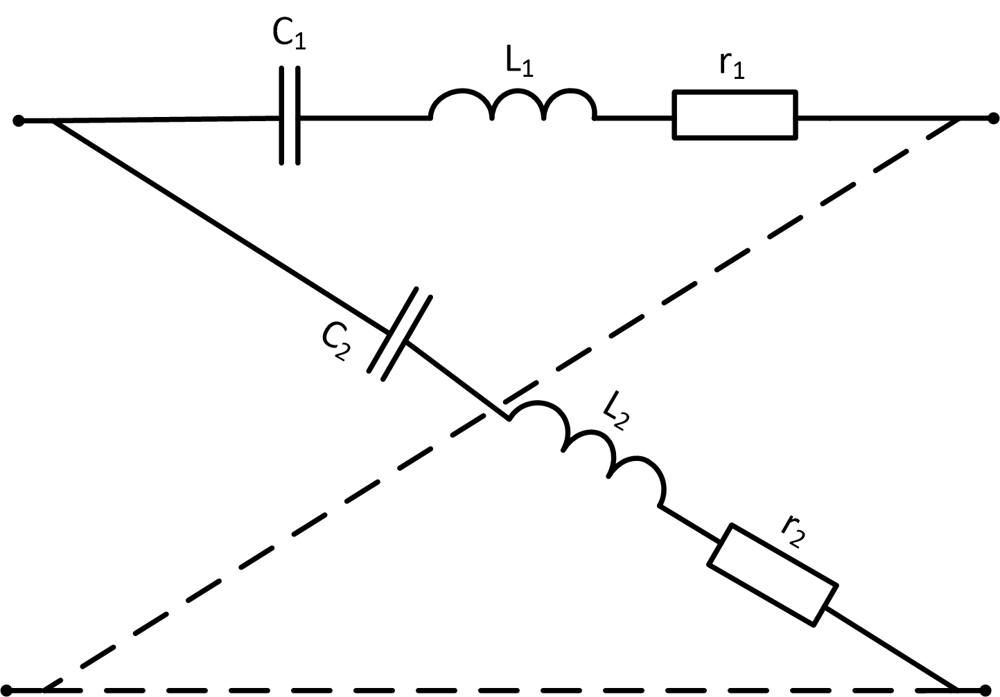 C₁
L₁
r₁
C₂
L₂
r₂